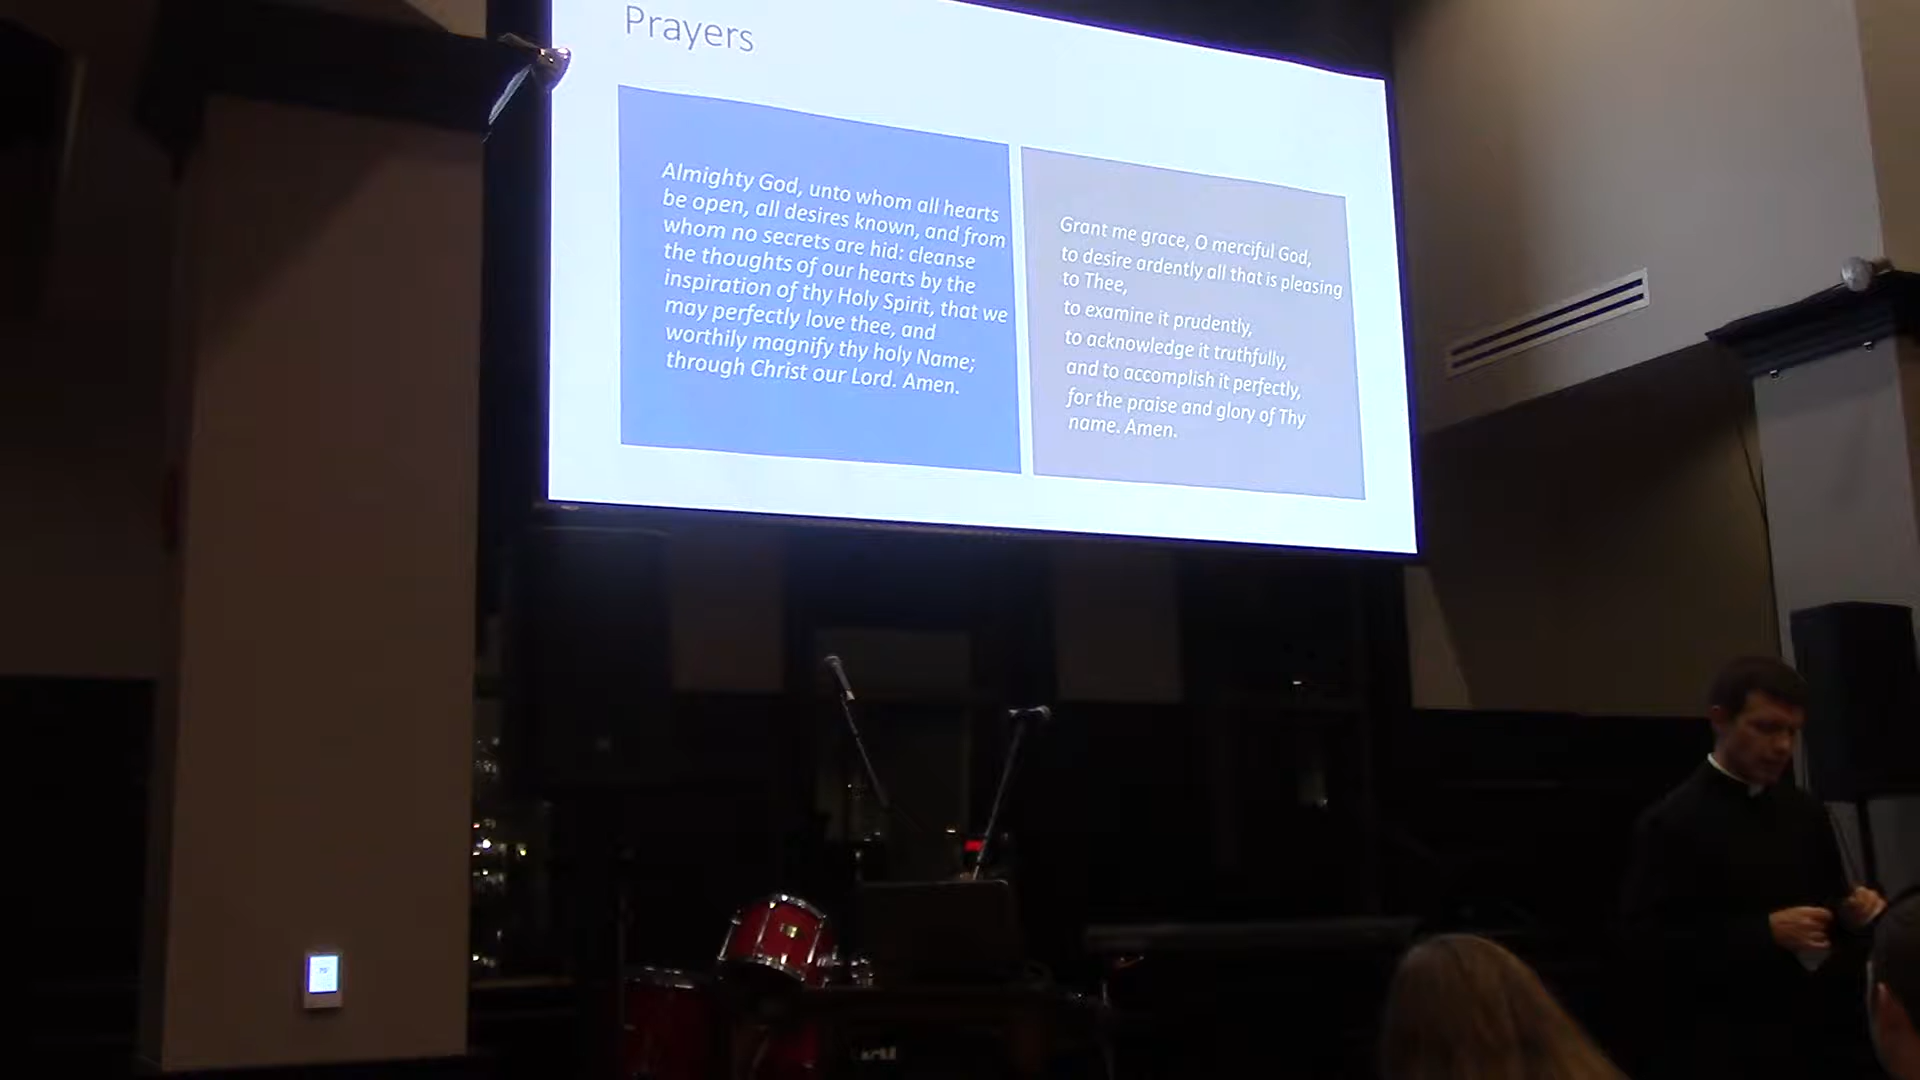 Prayers
Almighty God, unto whom all hearts
be open, all desires known, and from
whom no secrets are hid: cleanse
the thoughts of our hearts by the
inspiration of thy Holy Spirit, that we
may perfectly love thee, and
worthily magnify thy holy Name;
through Christ our Lord. Amen.
Grant me grace, O merciful God,
to desire ardently all that is pleasing
to Thee,
to examine it prudently,
to acknowledge it truthfully,
and to accomplish it perfectly,
for the praise and glory of Thy
name. Amen.